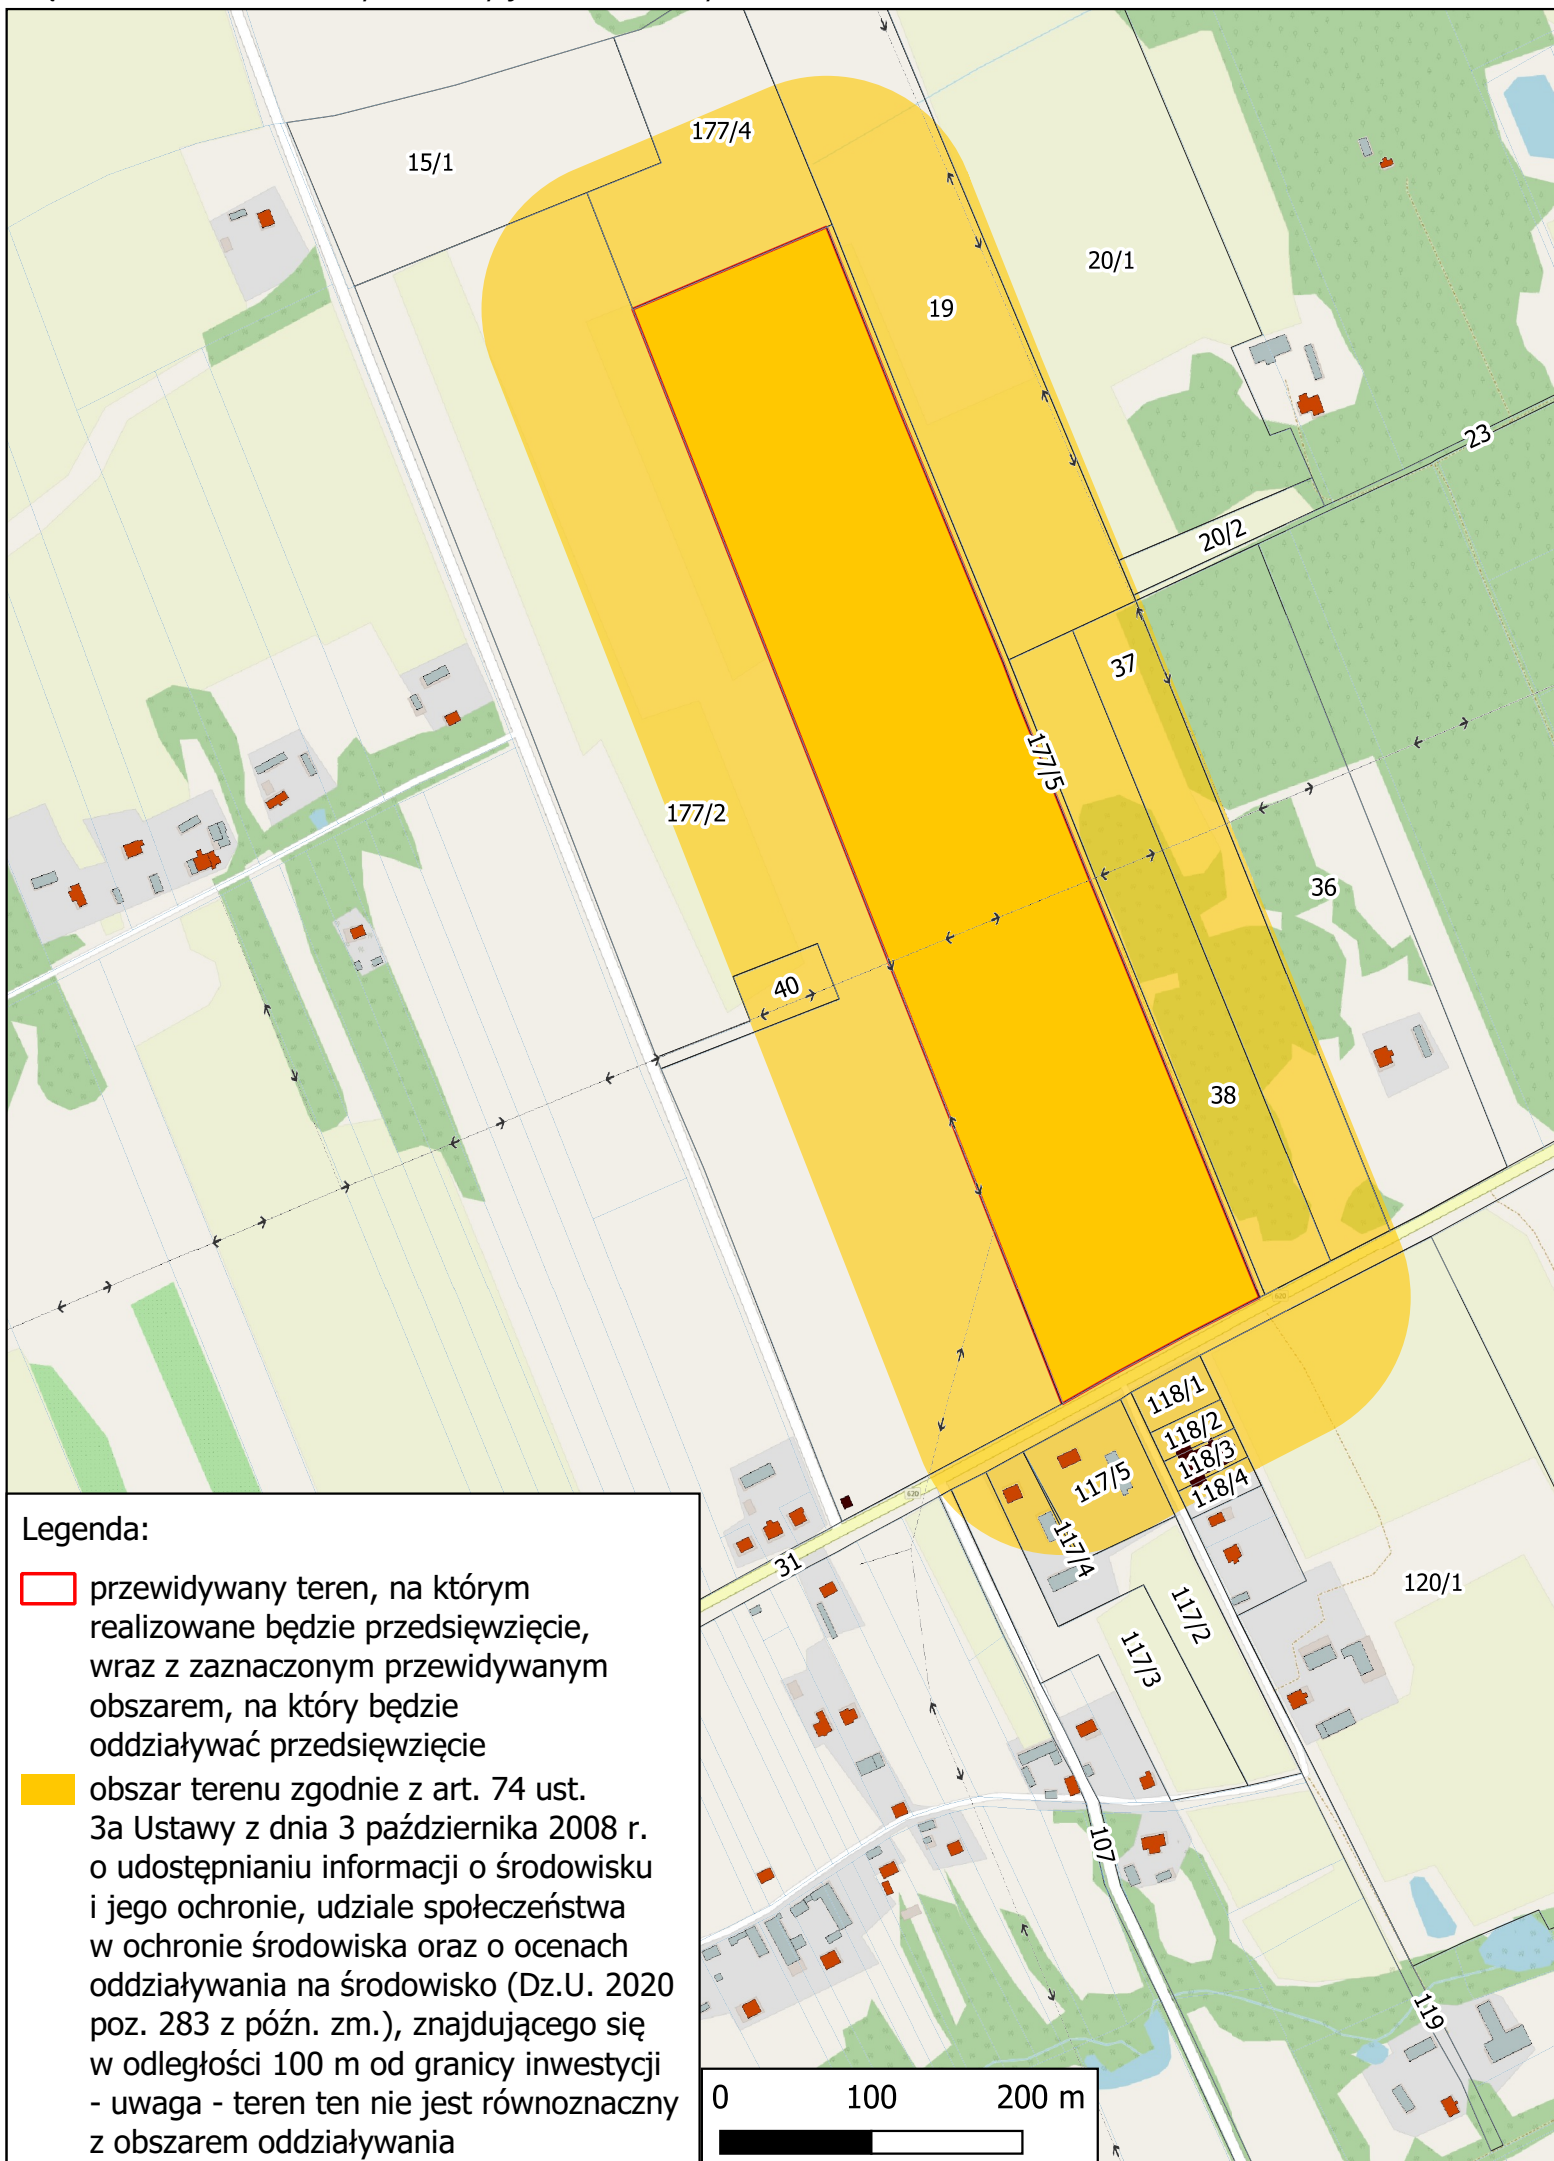 177/4
15/1
20/1
19
23
20/2
37
177/5
177/2
36
40
38
620
118/1
118/2
118/3
118/4
117/5
620
117/4
31
120/1
117/2
117/3
107
119
Legenda:
przewidywany teren, na którym
realizowane będzie przedsięwzięcie,
wraz z zaznaczonym przewidywanym
obszarem, na który będzie
oddziaływać przedsięwzięcie
obszar terenu zgodnie z art. 74 ust.
3a Ustawy z dnia 3 października 2008 r.
o udostępnianiu informacji o środowisku
i jego ochronie, udziale społeczeństwa
w ochronie środowiska oraz o ocenach
oddziaływania na środowisko (Dz.U. 2020
poz. 283 z późn. zm.), znajdującego się
w odległości 100 m od granicy inwestycji
- uwaga - teren ten nie jest równoznaczny
z obszarem oddziaływania
0 100 200 m